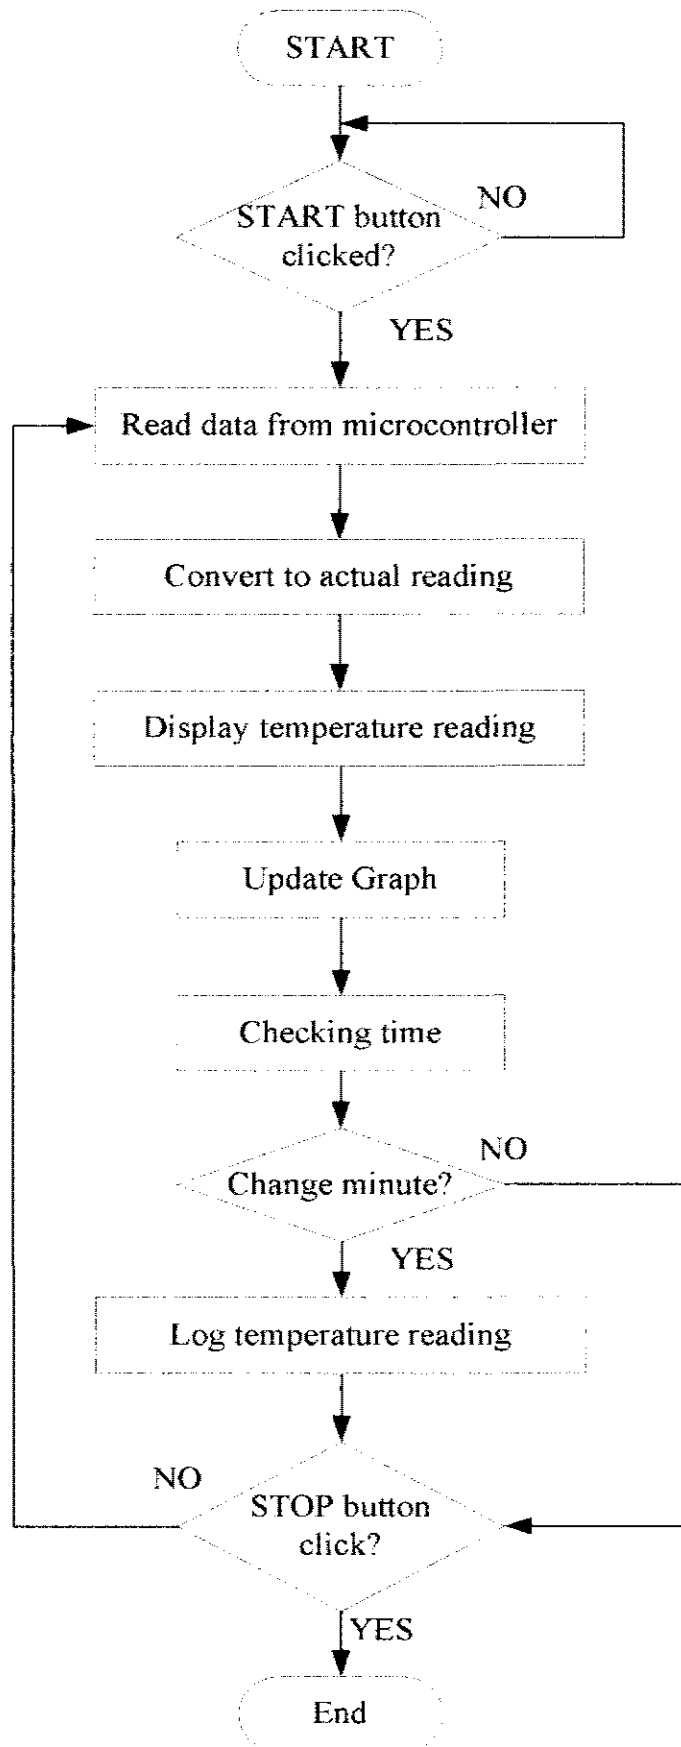 START
START button
clicked?
NO
YES
Read data from microcontroller
Convert to actual reading
Display temperature reading
Update Graph
Checking time
Change minute?
NO
YES
Log temperature reading
NO
STOP button
click?
YES
End